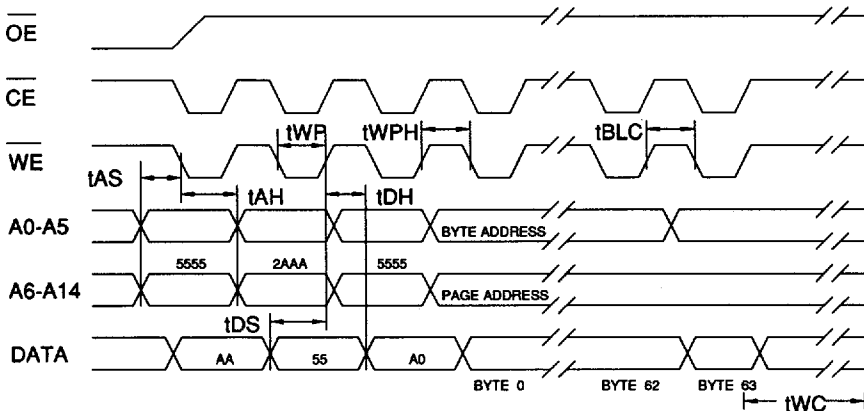 OE
CE
tWP tWPH tBLC
WE
tAS
tAH tDH
A0-A5 BYTE ADDRESS
5555 2AAA 5555
A6-A14 PAGE ADDRESS
tDS
DATA AA 55 A0
BYTE 0 BYTE 62 BYTE 63
tWC